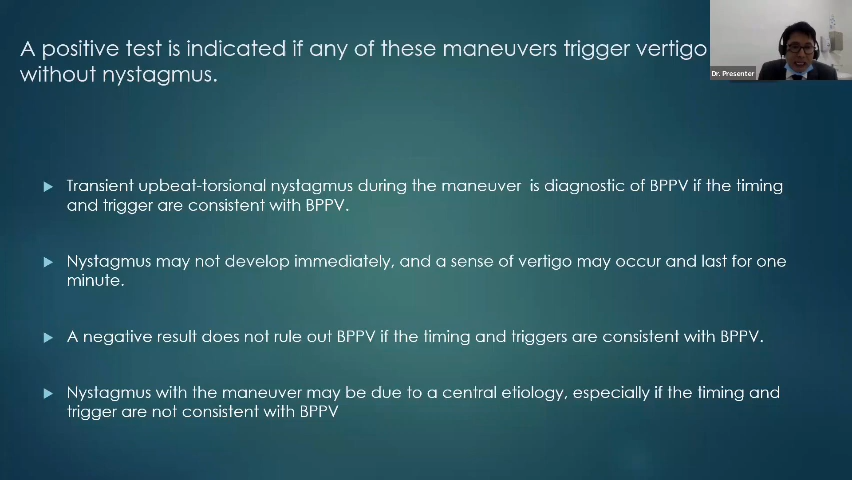 A positive test is indicated if any of these maneuvers trigger vertigo
without nystagmus.
Dr. Presenter
Transient upbeat-torsional nystagmus during the maneuver is diagnostic of BPPV if the timing
and trigger are consistent with BPPV.
Nystagmus may not develop immediately, and a sense of vertigo may occur and last for one
minute.
A negative result does not rule out BPPV if the timing and triggers are consistent with BPPV.
Nystagmus with the maneuver may be due to a central etiology, especially if the timing and
trigger are not consistent with BPPV